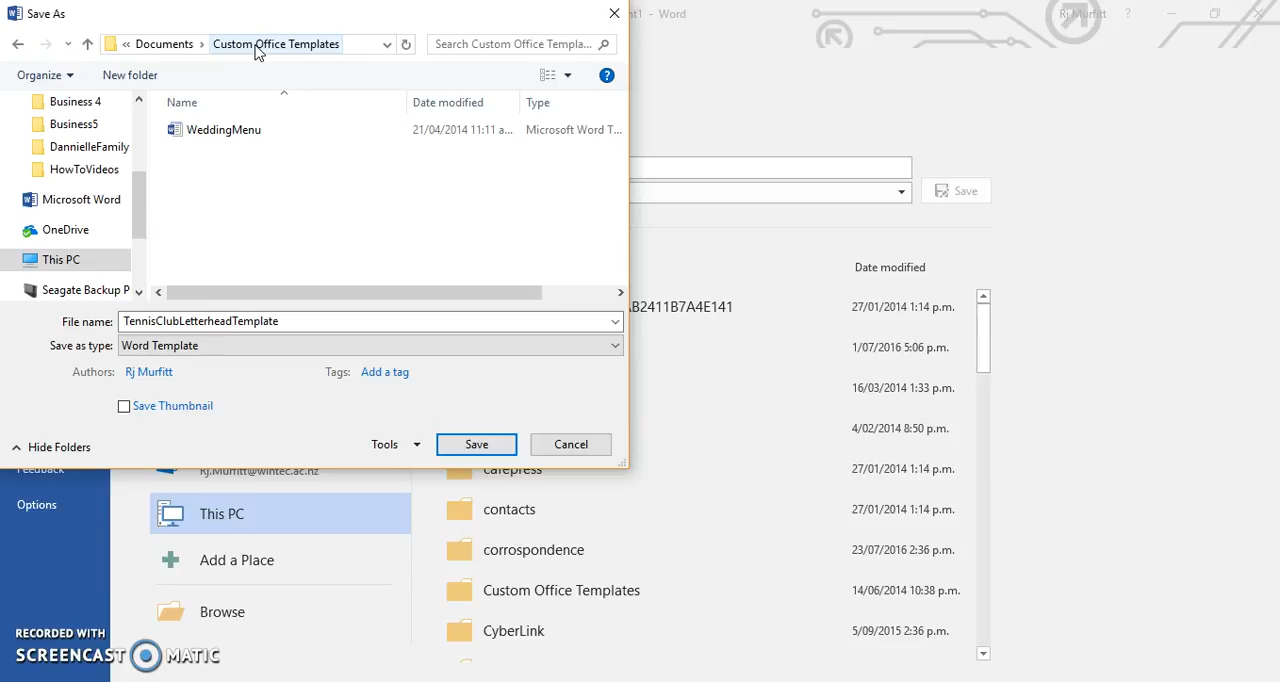 Save As
nt1 - Word
Rj Murfitt
?
« Documents > Custom Office Templates
Search Custom Office Templa...
Organize
New folder
?
Business 4
Business5
DannielleFamily
HowToVideos
Microsoft Word
OneDrive
This PC
Seagate Backup P
Name
Date modified
Type
WeddingMenu
21/04/2014 11:11 a...
Microsoft Word T...
File name:
TennisClubLetterheadTemplate
Save as type:
Word Template
Authors:
Rj Murfitt
Tags:
Add a tag
Save Thumbnail
Hide Folders
Tools
Save
Cancel
Save
Date modified
AB2411B7A4E141
27/01/2014 1:14 p.m.
1/07/2016 5:06 p.m.
16/03/2014 1:33 p.m.
4/02/2014 8:50 p.m.
Feedback
Rj.Murfitt@wintec.ac.nz
cafepress
27/01/2014 1:14 p.m.
Options
This PC
contacts
27/01/2014 1:14 p.m.
Add a Place
corrospondence
23/07/2016 2:36 p.m.
Custom Office Templates
14/06/2014 10:38 p.m.
Browse
CyberLink
5/09/2015 2:36 p.m.
RECORDED WITH
SCREENCAST MATIC